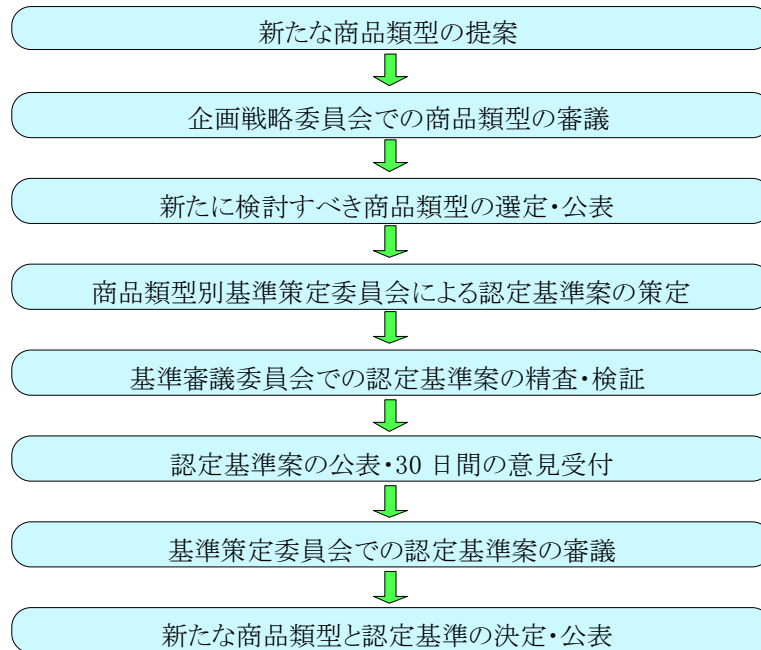 新たな商品類型の提案
企画戦略委員会での商品類型の審議
新たに検討すべき商品類型の選定・公表
商品類型別基準策定委員会による認定基準案の策定
基準審議委員会での認定基準案の精査・検証
認定基準案の公表・30 日間の意見受付
基準策定委員会での認定基準案の審議
新たな商品類型と認定基準の決定・公表